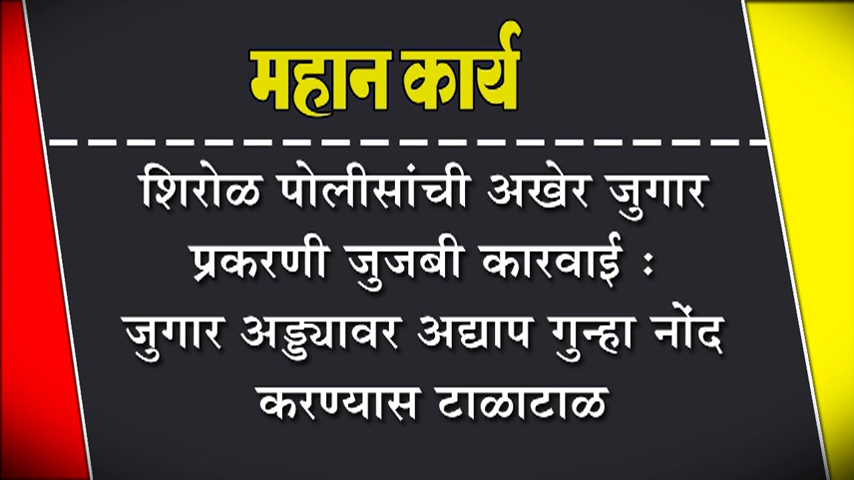 महान कार्य
शिरोळ पोलीसांची अखेर जुगार
प्रकरणी जुजबी कारवाई :
जुगार अड्ड्यावर अद्याप गुन्हा नोंद
करण्यास टाळाटाळ